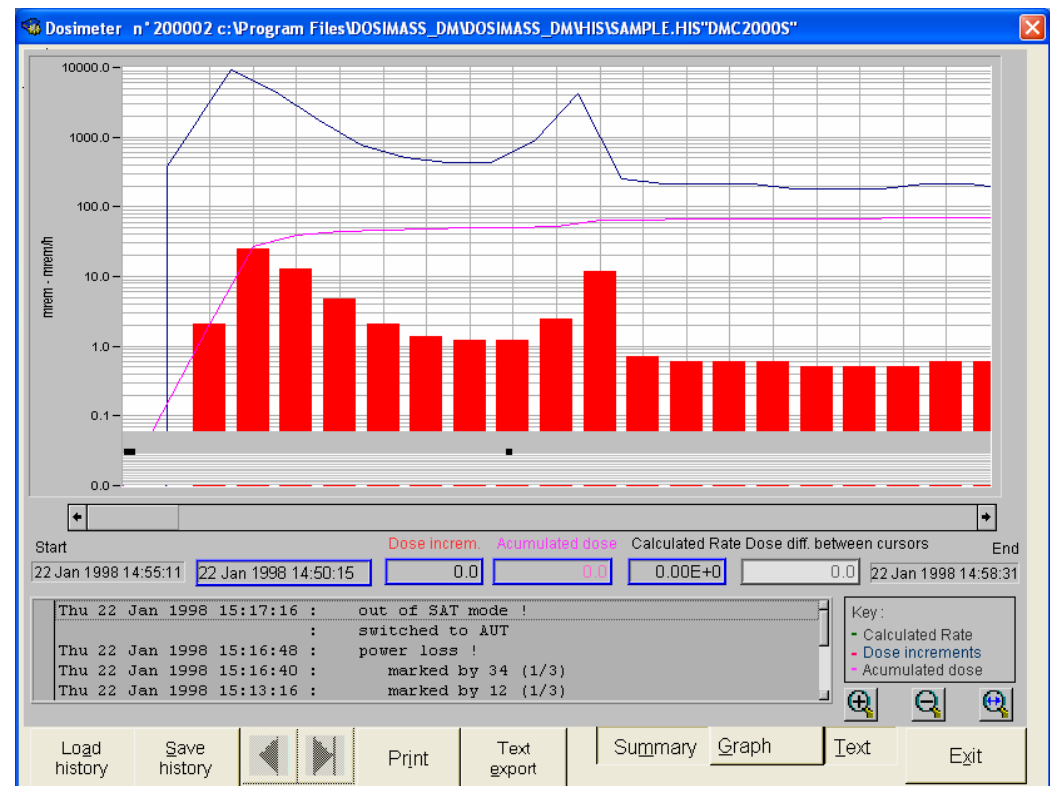 Dosimeter n°200002 c:\Program Files\DOSIMASS_DM\DOSIMASS_DM\HIS\SAMPLE.HIS"DMC2000S"
10000.0
1000.0
100.0
10.0
1.0
0.1
0.0
mrem - mrem/h
Start
Dose increm.
Acumulated dose
Calculated Rate
Dose diff. between cursors
End
22 Jan 1998 14:55:11
22 Jan 1998 14:50:15
0.0
0.0
0.00E+0
0.0
22 Jan 1998 14:58:31
Thu 22 Jan 1998 15:17:16 : out of SAT mode !
: switched to AUT
Thu 22 Jan 1998 15:16:48 : power loss !
Thu 22 Jan 1998 15:16:40 : marked by 34 (1/3)
Thu 22 Jan 1998 15:13:16 : marked by 12 (1/3)
Key :
- Calculated Rate
- Dose increments
- Acumulated dose
Load history
Save history
Print
Text export
Summary
Graph
Text
Exit